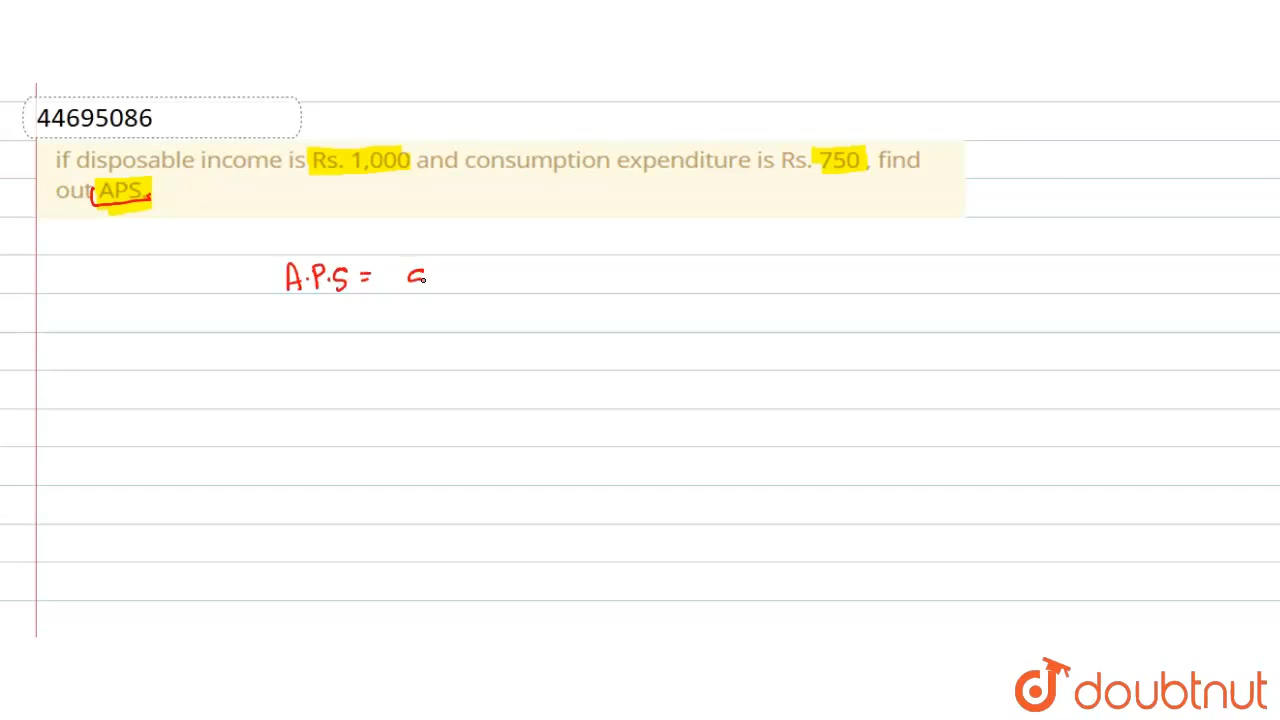 44695086
if disposable income is Rs. 1,000 and consumption expenditure is Rs. 750 , find
out APS.
A.P.S =
doubtnut